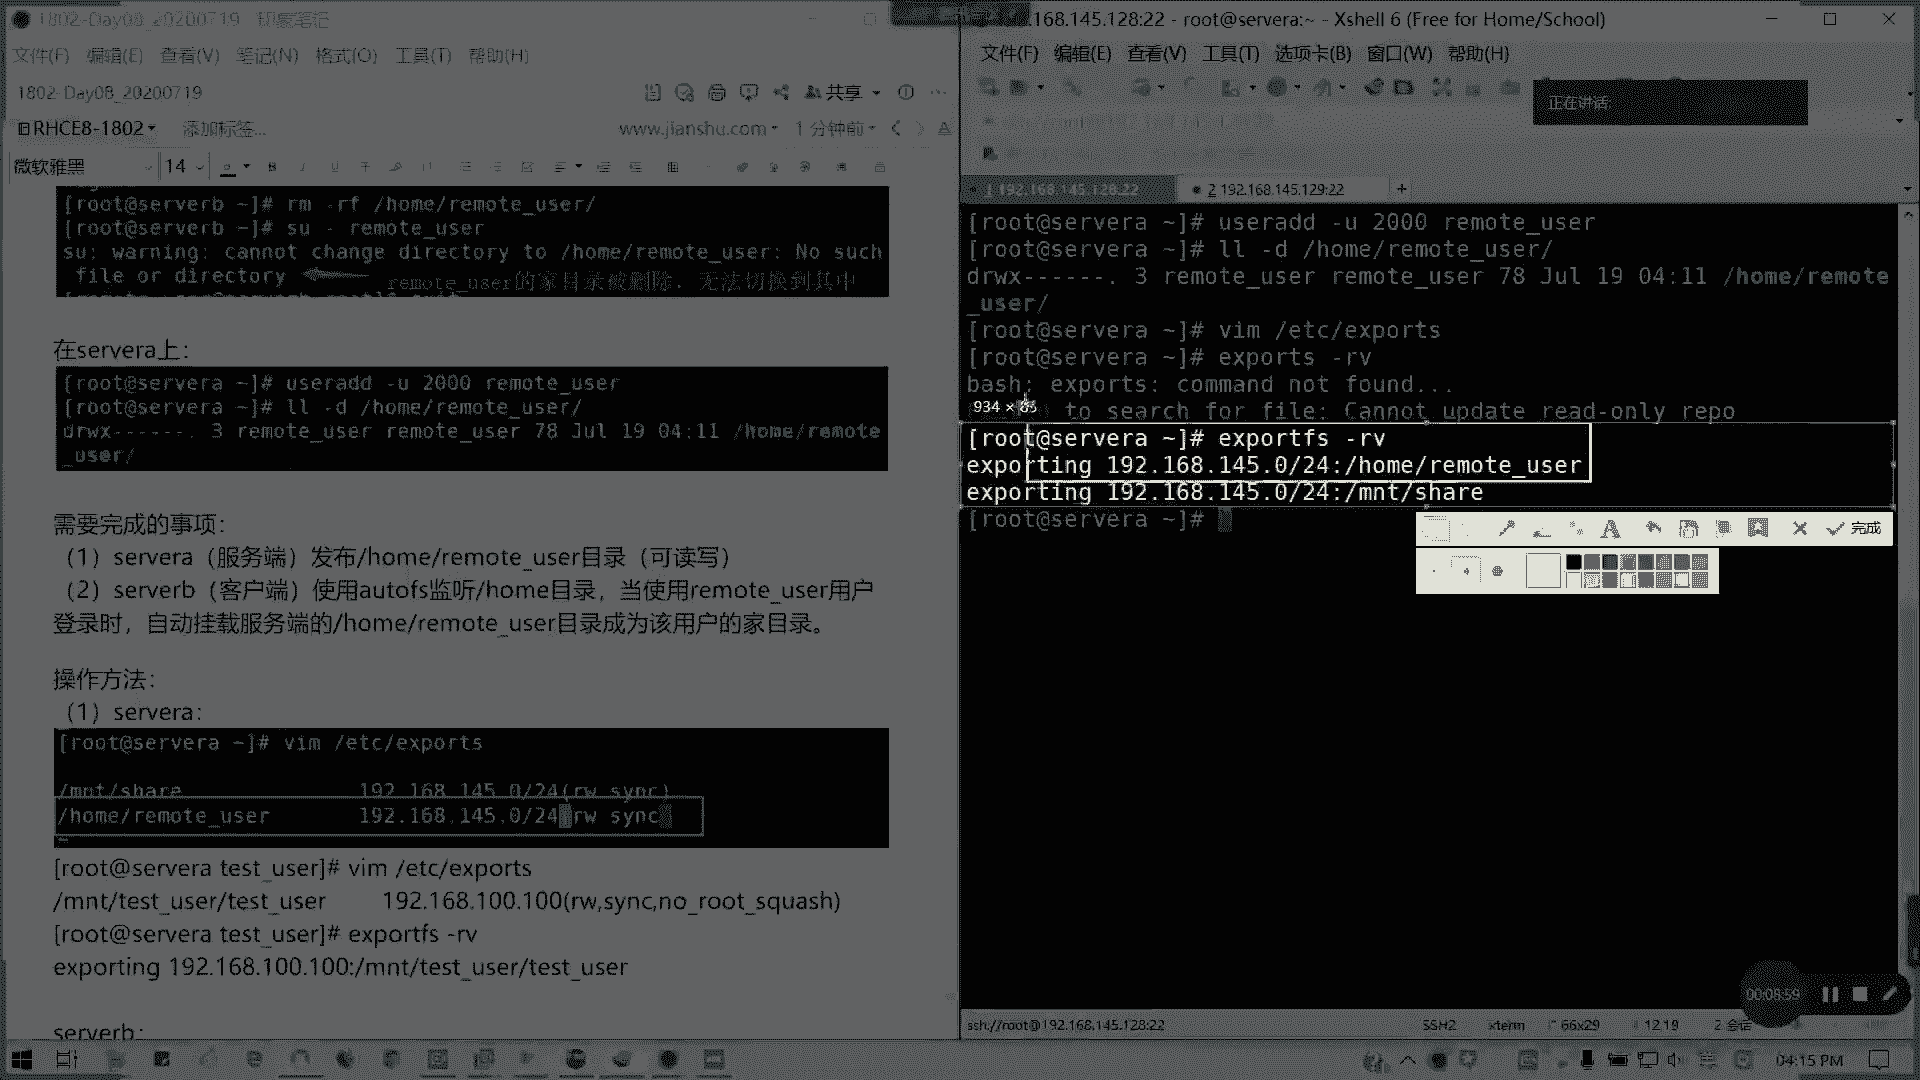 1802-Day08_20200719 - 印象笔记
文件(F) 编辑(E) 查看(V) 笔记(N) 格式(O) 工具(T) 帮助(H)
1802-Day08_20200719
共享
RHCE8-1802
添加标签...
www.jianshu.com
1 分钟前
微软雅黑
14
[root@serverb ~]# rm -rf /home/remote_user/
[root@serverb ~]# su - remote_user
su: warning: cannot change directory to /home/remote_user: No such
file or directory
remote_user的家目录被删除，无法切换到其中
在servera上：
[root@servera ~]# useradd -u 2000 remote_user
[root@servera ~]# ll -d /home/remote_user/
drwx------. 3 remote_user remote_user 78 Jul 19 04:11 /home/remote
_user/
需要完成的事项：
（1）servera（服务端）发布/home/remote_user目录（可读写）
（2）serverb（客户端）使用autofs监听/home目录，当使用remote_user用户
登录时，自动挂载服务端的/home/remote_user目录成为该用户的家目录。
操作方法：
（1）servera：
[root@servera ~]# vim /etc/exports
/mnt/share 192.168.145.0/24(rw,sync)
/home/remote_user 192.168.145.0/24(rw,sync)
[root@servera test_user]# vim /etc/exports
/mnt/test_user/test_user 192.168.100.100(rw,sync,no_root_squash)
[root@servera test_user]# exportfs -rv
exporting 192.168.100.100:/mnt/test_user/test_user
serverb：
.168.145.128:22 - root@servera:~ - Xshell 6 (Free for Home/School)
文件(F) 编辑(E) 查看(V) 工具(T) 选项卡(B) 窗口(W) 帮助(H)
正在讲话:
1 192.168.145.128:22
2 192.168.145.129:22
[root@servera ~]# useradd -u 2000 remote_user
[root@servera ~]# ll -d /home/remote_user/
drwx------. 3 remote_user remote_user 78 Jul 19 04:11 /home/remote
_user/
[root@servera ~]# vim /etc/exports
[root@servera ~]# exports -rv
bash: exports: command not found...
934 × 85
to search for file: Cannot update read-only repo
[root@servera ~]# exportfs -rv
exporting 192.168.145.0/24:/home/remote_user
exporting 192.168.145.0/24:/mnt/share
[root@servera ~]#
完成
00:08:59
ssh://root@192.168.145.128:22
SSH2
xterm
66x29
12,19
2 会话
04:15 PM